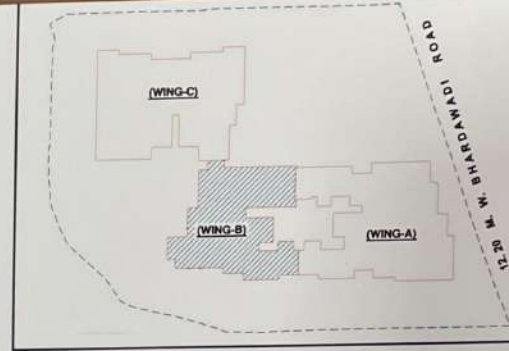 (WING-C)
(WING-B)
(WING-A)
12.20 M. W. BHARDAWADI ROAD